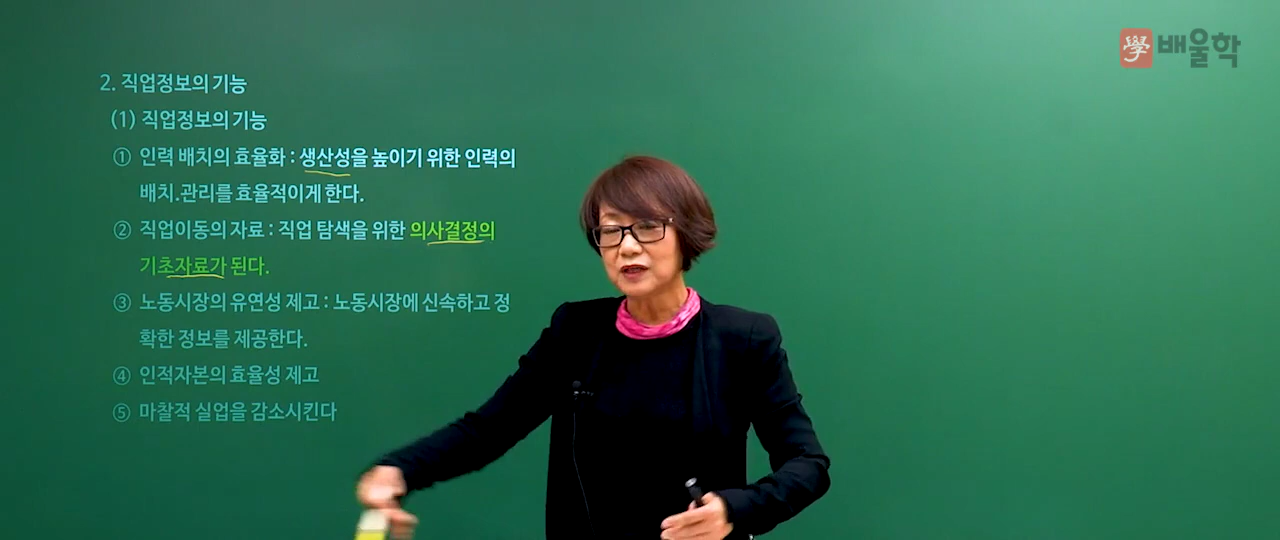 學 배울학
2. 직업정보의 기능
(1) 직업정보의 기능
① 인력 배치의 효율화 : 생산성을 높이기 위한 인력의
배치.관리를 효율적이게 한다.
② 직업이동의 자료 : 직업 탐색을 위한 의사결정의
기초자료가 된다.
③ 노동시장의 유연성 제고 : 노동시장에 신속하고 정
확한 정보를 제공한다.
④ 인적자본의 효율성 제고
⑤ 마찰적 실업을 감소시킨다